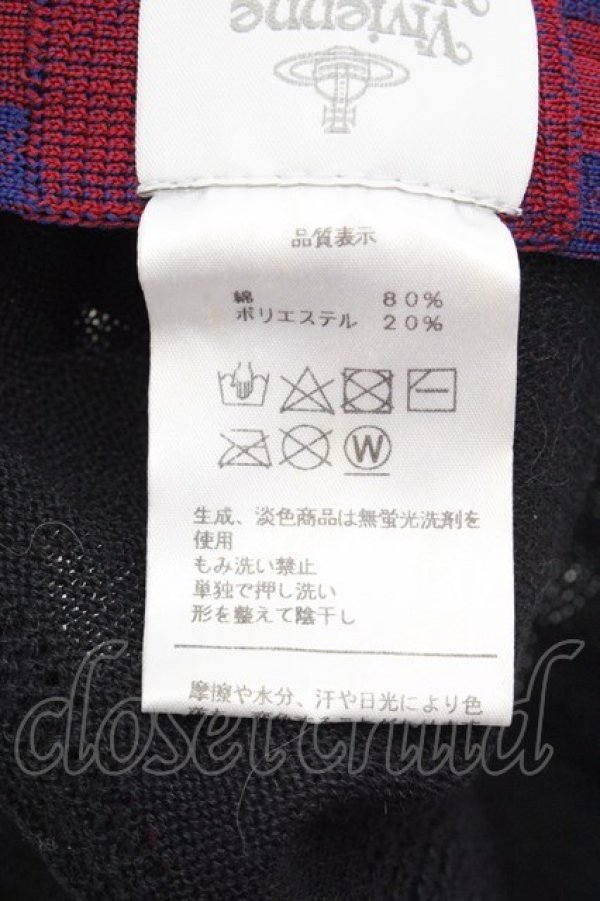 Vivienne
品質表示
綿 80%
ポリエステル 20%
W
生成、淡色商品は無蛍光洗剤を
使用
もみ洗い禁止
単独で押し洗い
形を整えて陰干し
摩擦や水分、汗や日光により色
closet child